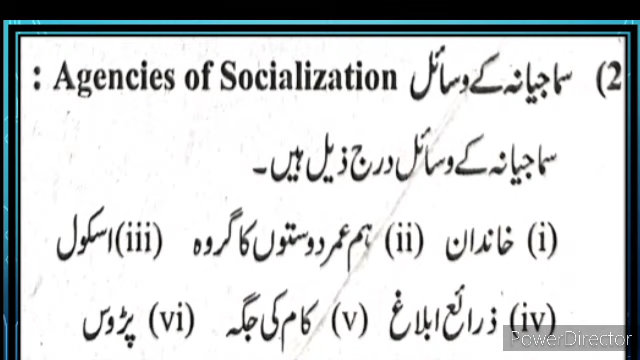 2) سماجیانہ کے وسائل Agencies of Socialization :
سماجیانہ کے وسائل درج ذیل ہیں۔
(i) خاندان (ii) ہم عمر دوستوں کا گروہ (iii) اسکول
(iv) ذرائع ابلاغ (v) کام کی جگہ (vi) پڑوس
PowerDirector